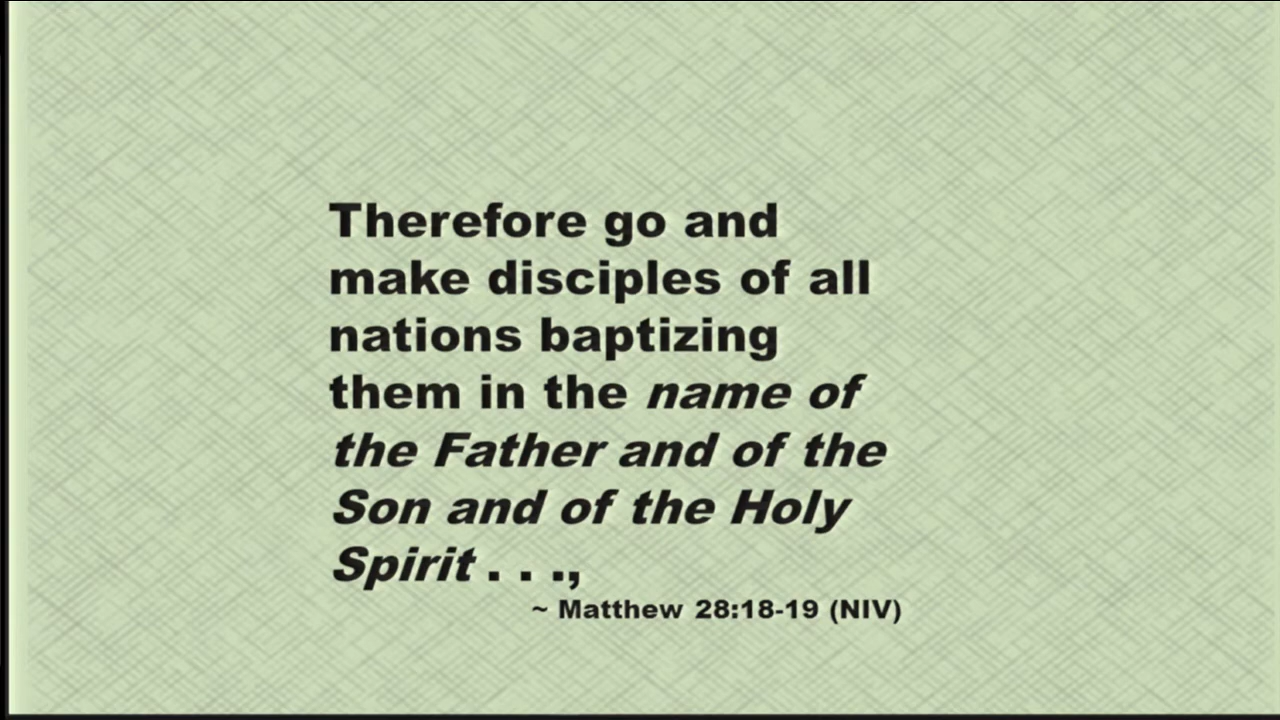 Therefore go and
make disciples of all
nations baptizing
them in the name of
the Father and of the
Son and of the Holy
Spirit . . .,
~ Matthew 28:18-19 (NIV)